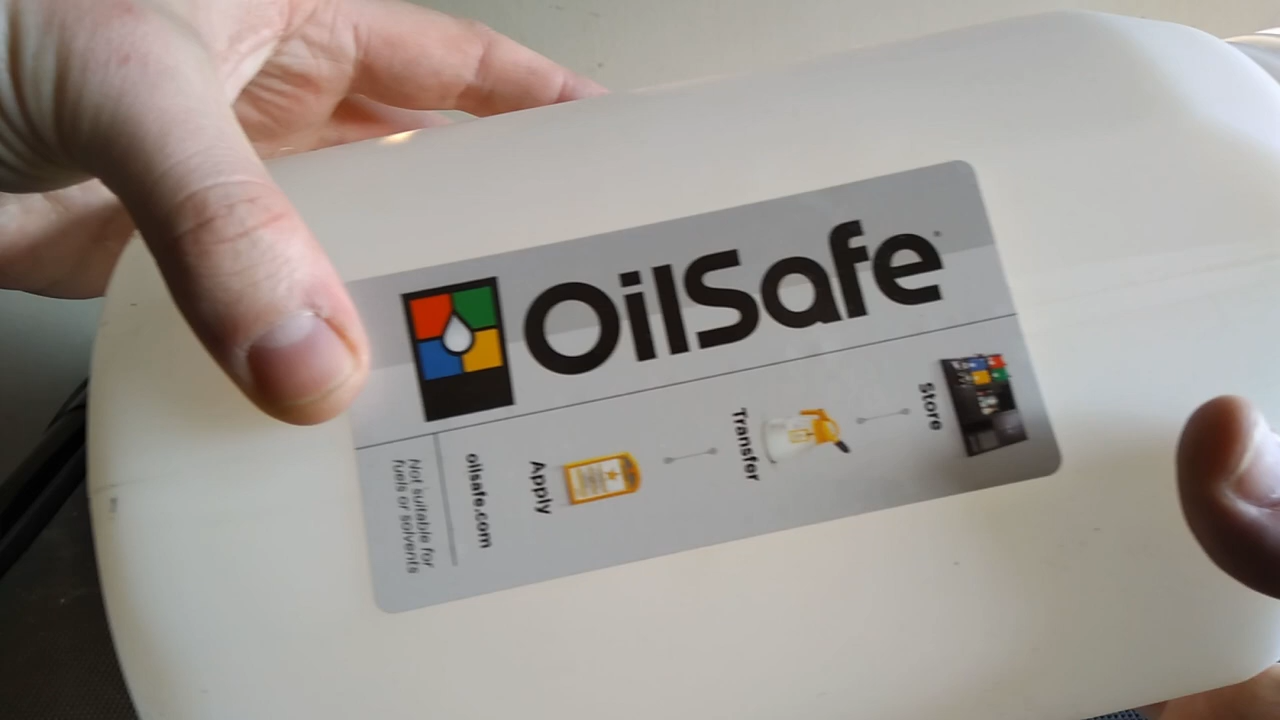 OilSafe
Store
Transfer
Apply
oilsafe.com
Not suitable for
fuels or solvents